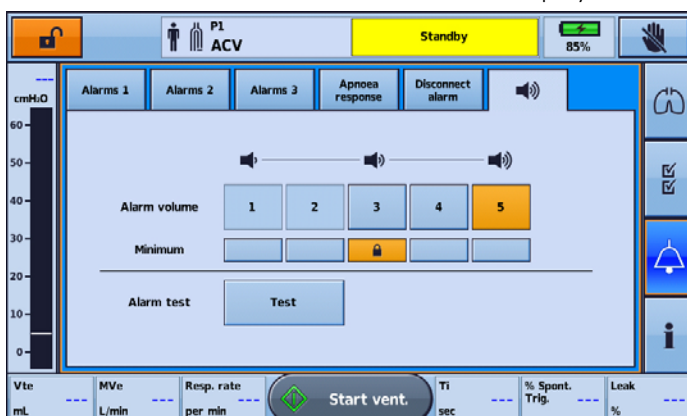 P1
ACV
Standby
85%
---
cmH2O
60
50
40
30
20
10
0
Alarms 1
Alarms 2
Alarms 3
Apnoea
response
Disconnect
alarm
Alarm volume
1
2
3
4
5
Minimum
Alarm test
Test
Vte
---
mL
MVe
---
L/min
Resp. rate
---
per min
Start vent.
Ti
---
sec
% Spont.
Trig.
---
Leak
---
%